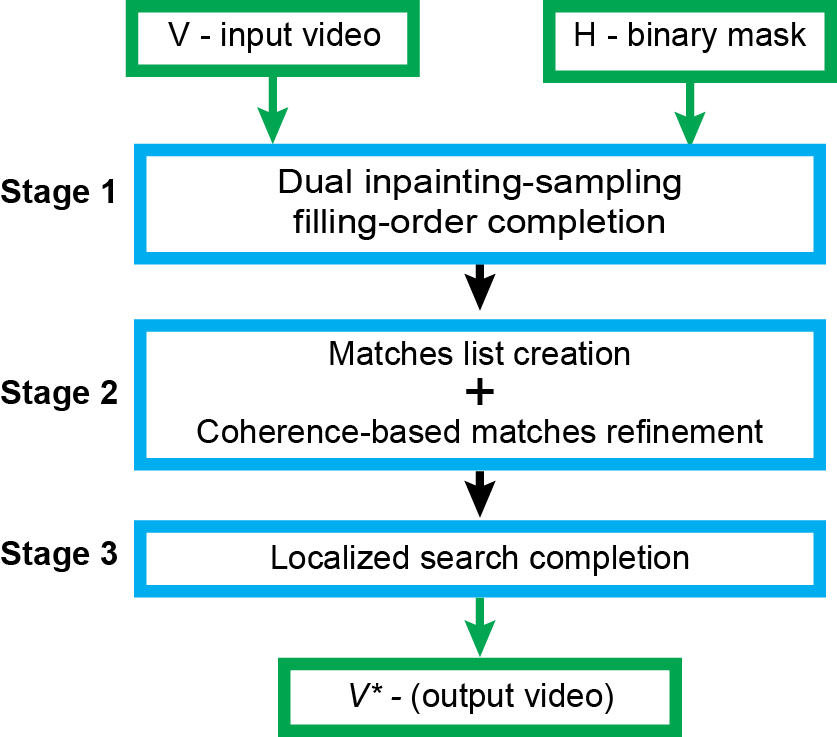 V - input video
H - binary mask
Stage 1
Dual inpainting-sampling
filling-order completion
Stage 2
Matches list creation
+
Coherence-based matches refinement
Stage 3
Localized search completion
V* - (output video)